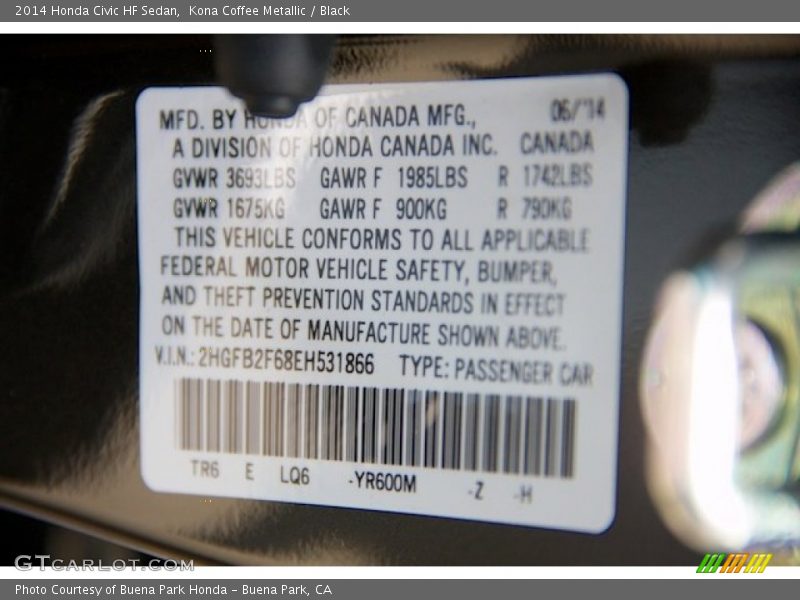 2014 Honda Civic HF Sedan,  Kona Coffee Metallic / Black
MFD. BY HONDA OF CANADA MFG., 06/'14
A DIVISION OF HONDA CANADA INC. CANADA
GVWR 3693LBS GAWR F 1985LBS R 1742LBS
GVWR 1675KG GAWR F 900KG R 790KG
THIS VEHICLE CONFORMS TO ALL APPLICABLE
FEDERAL MOTOR VEHICLE SAFETY, BUMPER,
AND THEFT PREVENTION STANDARDS IN EFFECT
ON THE DATE OF MANUFACTURE SHOWN ABOVE.
V.I.N.: 2HGFB2F68EH531866 TYPE: PASSENGER CAR
TR6 E LQ6 -YR600M -Z -H
GTCARLOT.COM
Photo Courtesy of Buena Park Honda – Buena Park, CA